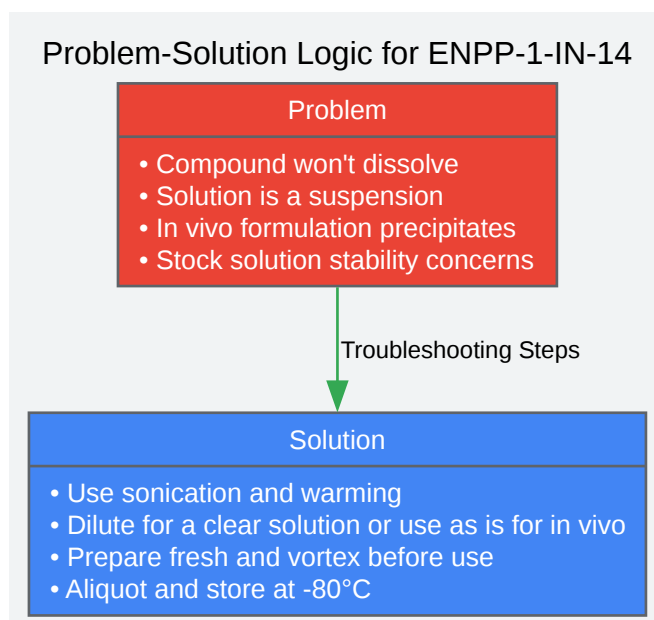 Problem-Solution Logic for ENPP-1-IN-14
Problem
• Compound won't dissolve
• Solution is a suspension
• In vivo formulation precipitates
• Stock solution stability concerns
Troubleshooting Steps
Solution
• Use sonication and warming
• Dilute for a clear solution or use as is for in vivo
• Prepare fresh and vortex before use
• Aliquot and store at -80°C